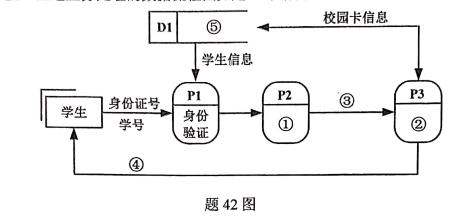 D1 ⑤
校园卡信息
学生信息
学生
身份证号
学号
P1
身份
验证
P2
①
③
P3
②
④
题 42 图